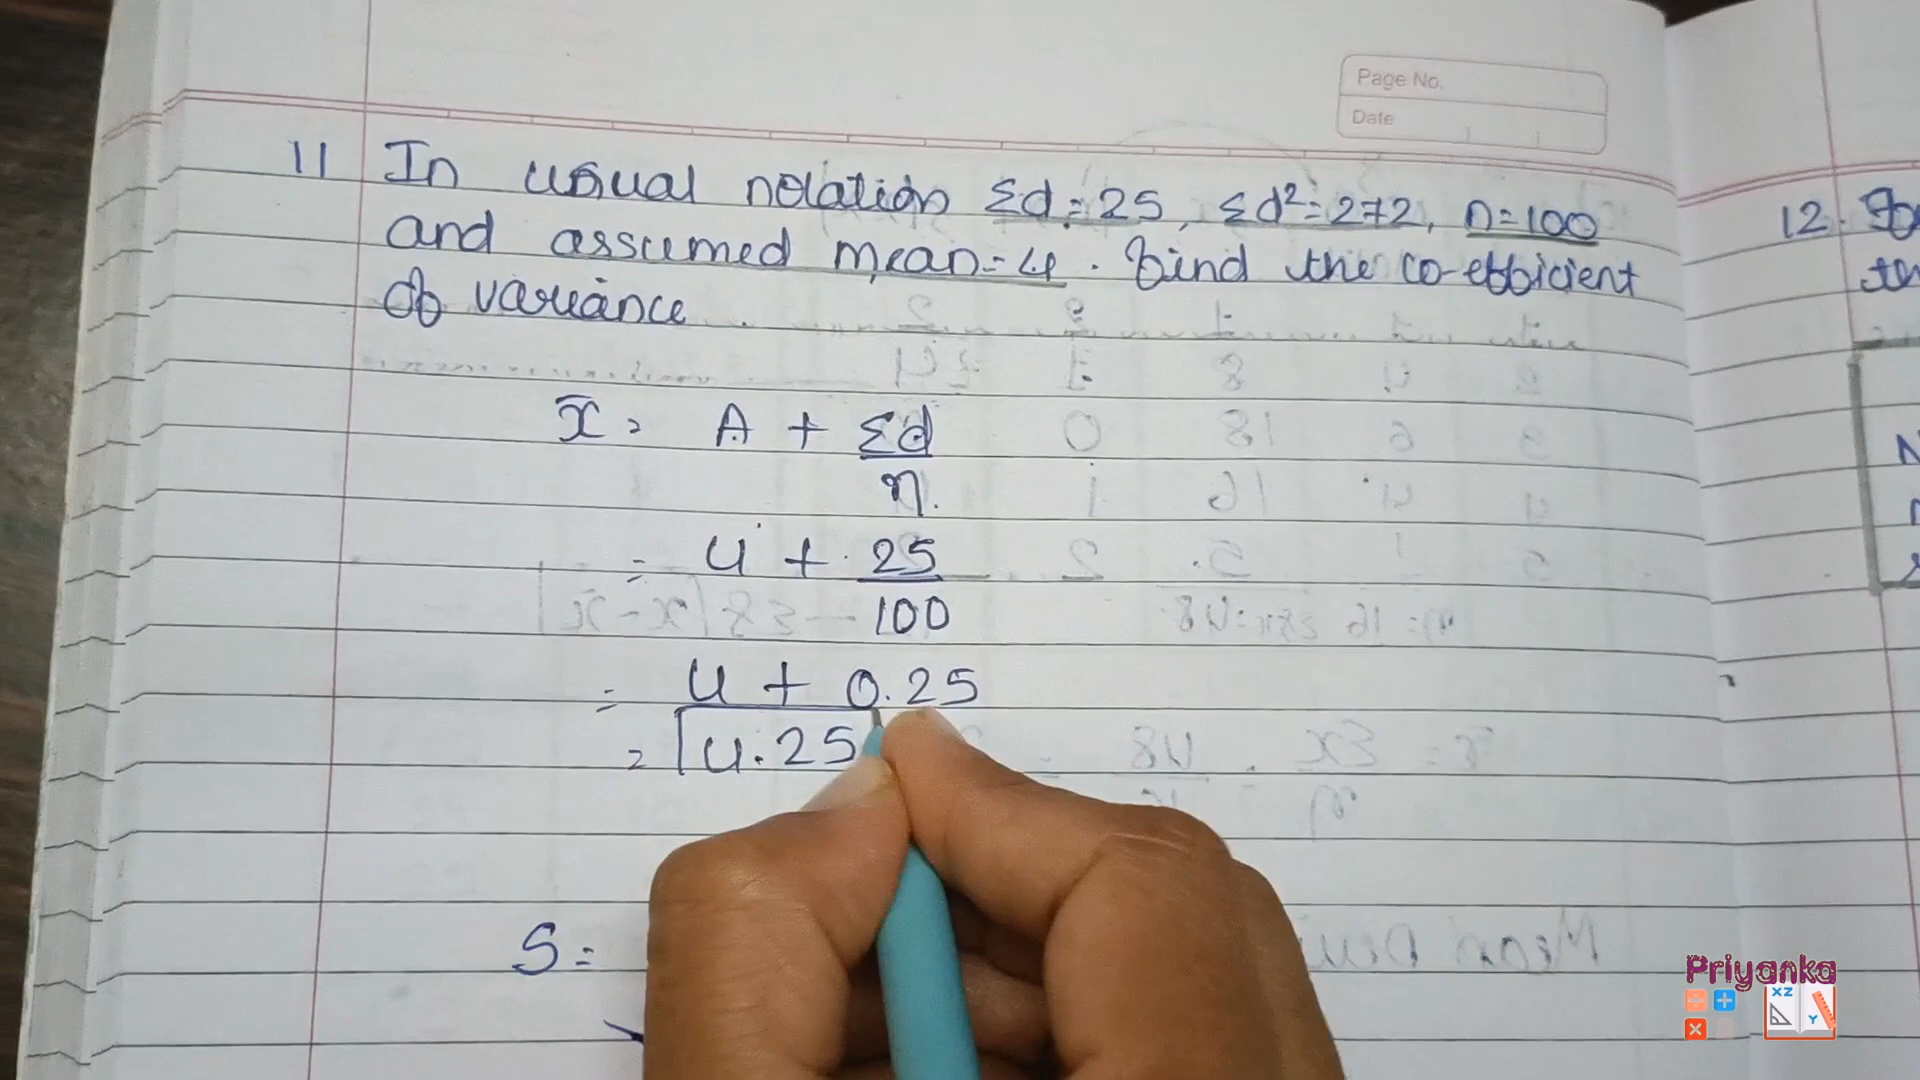 Page No.
Date
11 In usual notation Σd = 25, Σd² = 272, n = 100
and assumed mean = 4. find the co-efficient
of variance
x̄ = A + Σd
n.
= 4 + 25
100
= 4 + 0.25
= 4.25
S =
12.
Priyanka
XZ
Y